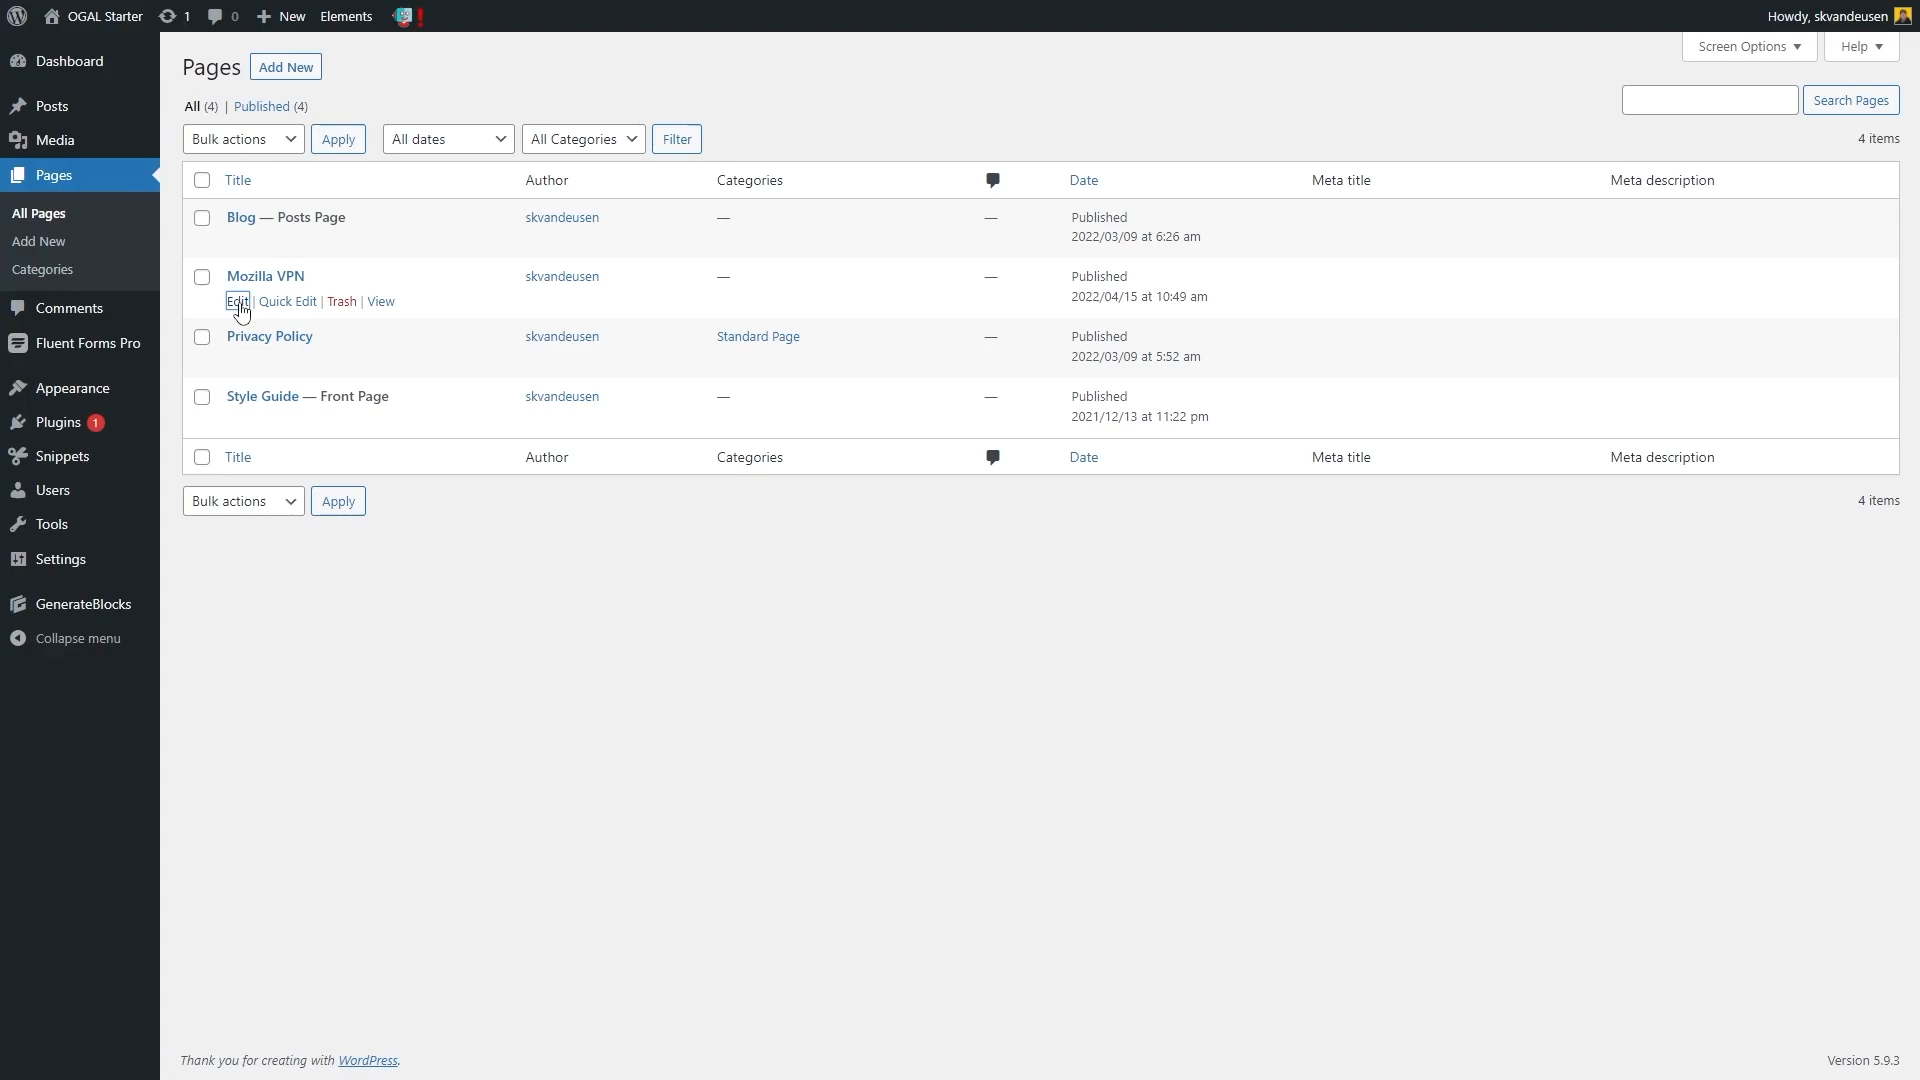 OGAL Starter 1 0 New Elements Howdy, skvandeusen
Screen Options Help
Dashboard
Posts
Media
Pages
All Pages
Add New
Categories
Comments
Fluent Forms Pro
Appearance
Plugins 1
Snippets
Users
Tools
Settings
GenerateBlocks
Collapse menu
Pages Add New
All (4) | Published (4)
Search Pages
Bulk actions Apply All dates All Categories Filter 4 items
Title Author Categories Date Meta title Meta description
Blog — Posts Page skvandeusen — — Published
2022/03/09 at 6:26 am
Mozilla VPN skvandeusen — — Published
2022/04/15 at 10:49 am
Edit | Quick Edit | Trash | View
Privacy Policy skvandeusen Standard Page — Published
2022/03/09 at 5:52 am
Style Guide — Front Page skvandeusen — — Published
2021/12/13 at 11:22 pm
Title Author Categories Date Meta title Meta description
Bulk actions Apply 4 items
Thank you for creating with WordPress. Version 5.9.3